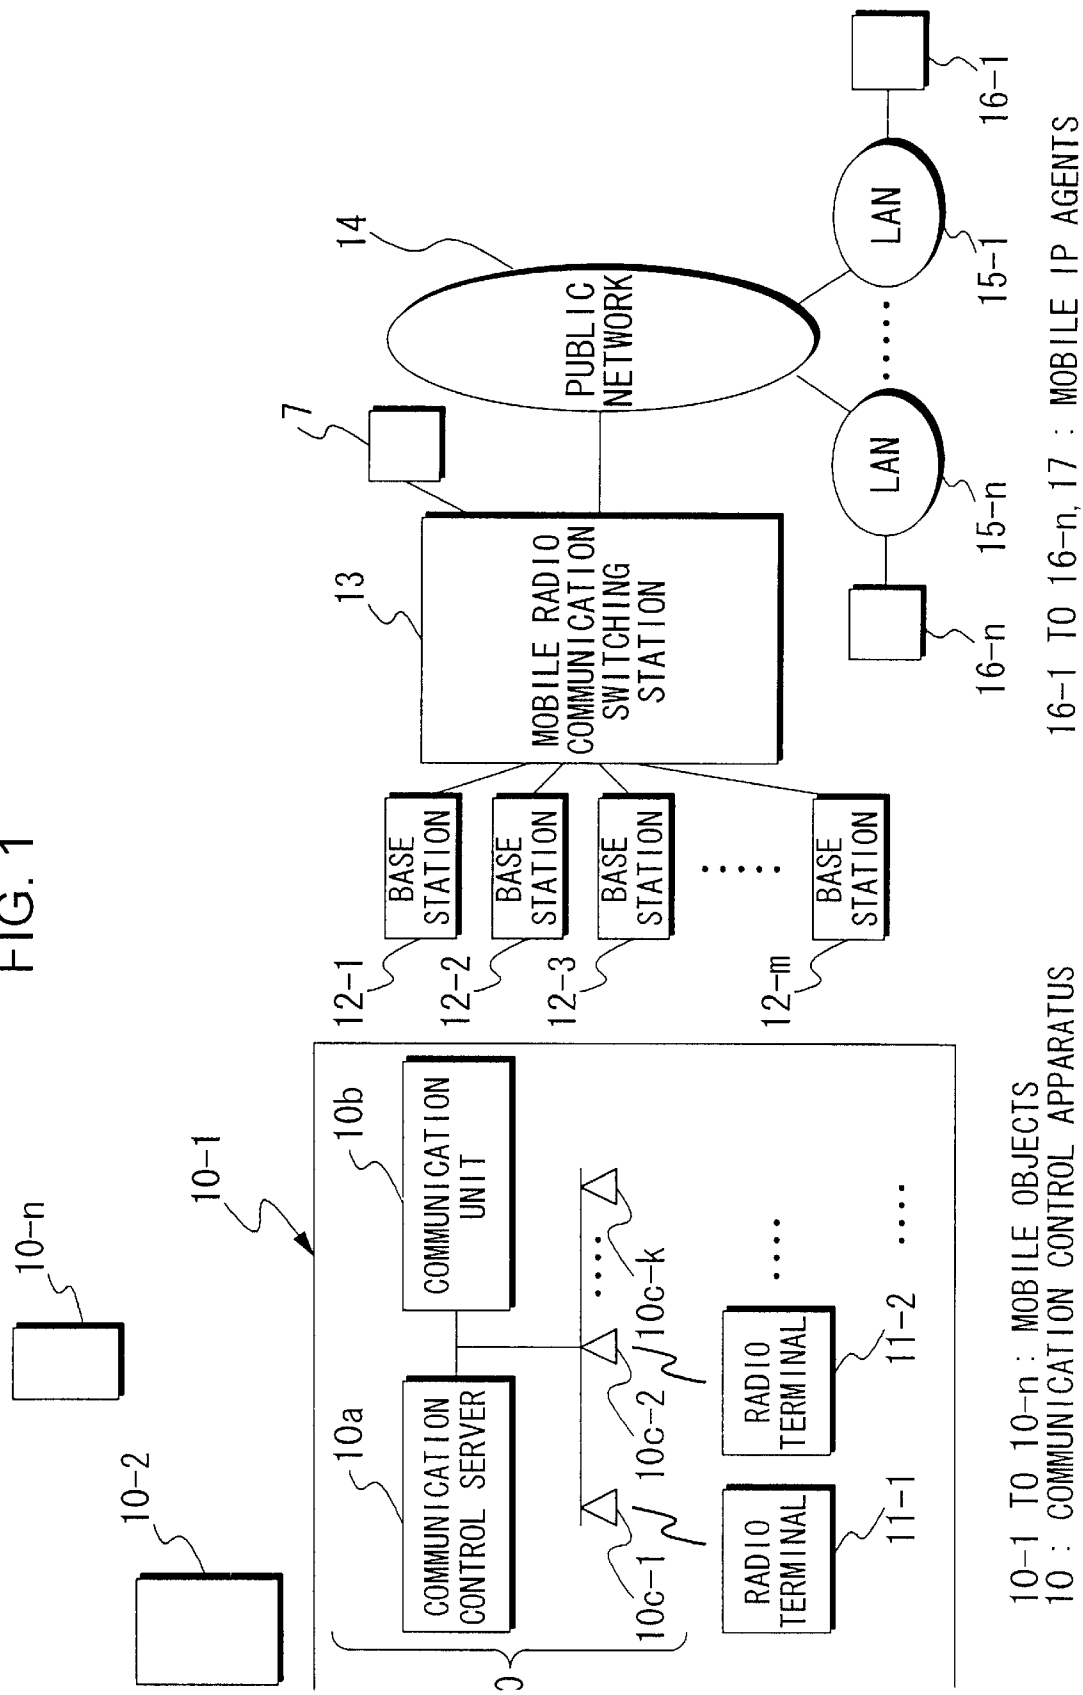 FIG. 1
10-n
10-2
10-1
10a
10b
COMMUNICATION
CONTROL SERVER
COMMUNICATION
UNIT
10c-1
10c-2
10c-k
RADIO
TERMINAL
RADIO
TERMINAL
11-1
11-2
12-1
12-2
12-3
12-m
BASE
STATION
BASE
STATION
BASE
STATION
BASE
STATION
13
MOBILE RADIO
COMMUNICATION
SWITCHING
STATION
7
14
PUBLIC
NETWORK
LAN
LAN
15-n
15-1
16-n
16-1
10-1 TO 10-n : MOBILE OBJECTS
10 : COMMUNICATION CONTROL APPARATUS
16-1 TO 16-n, 17 : MOBILE IP AGENTS